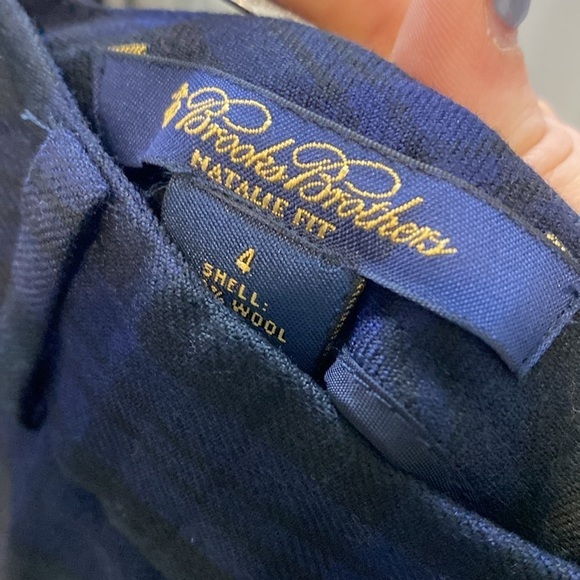 Brooks Brothers
NATALIE FIT
4
SHELL:
% WOOL